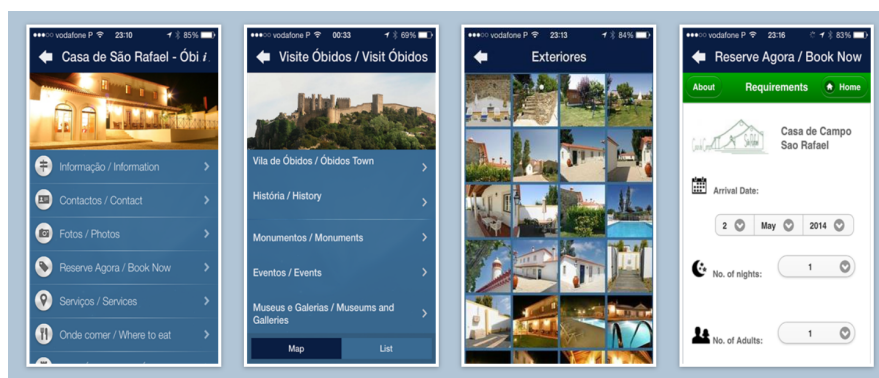 vodafone P 23:10 85%
Casa de São Rafael - Óbi
Informação / Information
Contactos / Contact
Fotos / Photos
Reserve Agora / Book Now
Serviços / Services
Onde comer / Where to eat
vodafone P 00:33 69%
Visite Óbidos / Visit Óbidos
Vila de Óbidos / Óbidos Town
História / History
Monumentos / Monuments
Eventos / Events
Museus e Galerias / Museums and
Galleries
Map List
vodafone P 23:13 84%
Exteriores
vodafone P 23:16 83%
Reserve Agora / Book Now
About Requirements Home
Casa de Campo
Sao Rafael
Arrival Date:
2 May 2014
No. of nights: 1
No. of Adults: 1